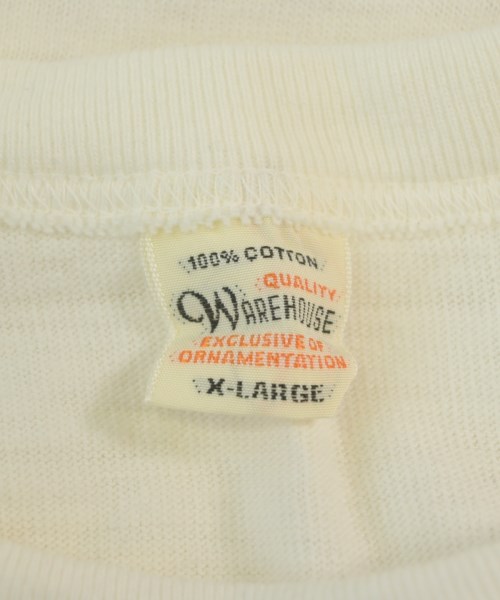 100% COTTON
QUALITY
WAREHOUSE
EXCLUSIVE OF
ORNAMENTATION
X-LARGE